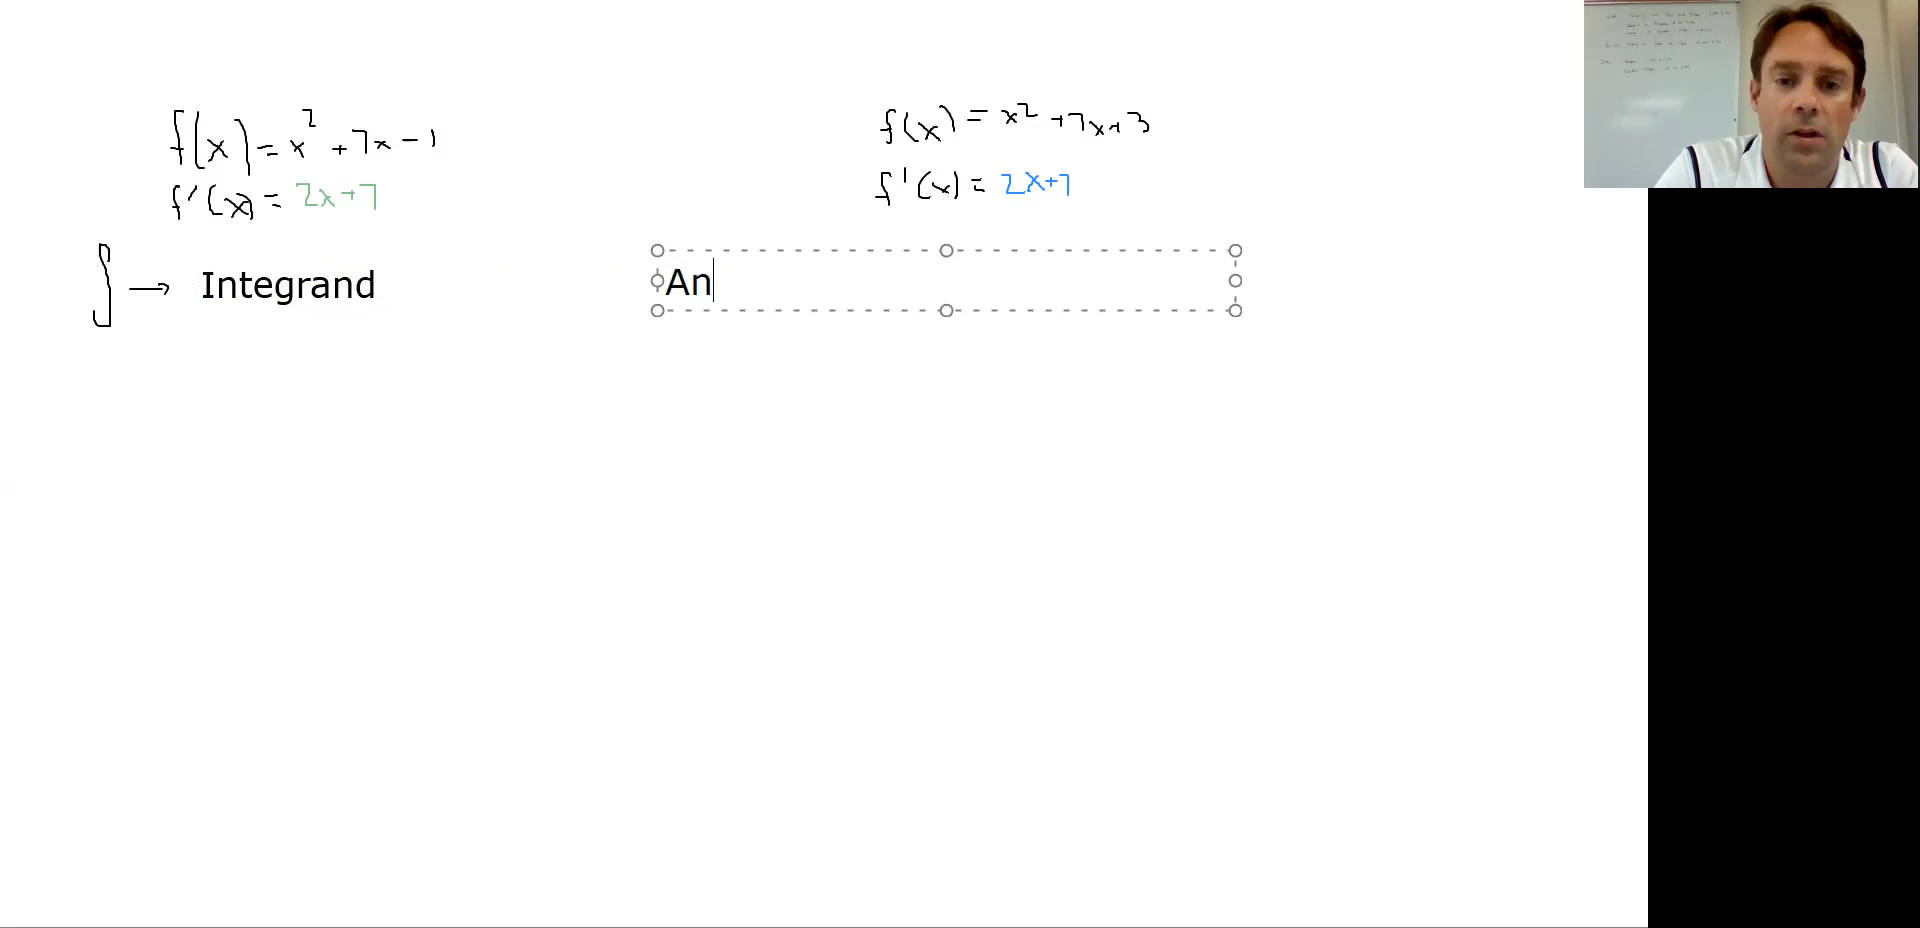 f(x) = x² + 7x - 1
f'(x) = 2x+7
f(x) = x² + 7x + 3
f'(x) = 2x+7
∫ → Integrand
An